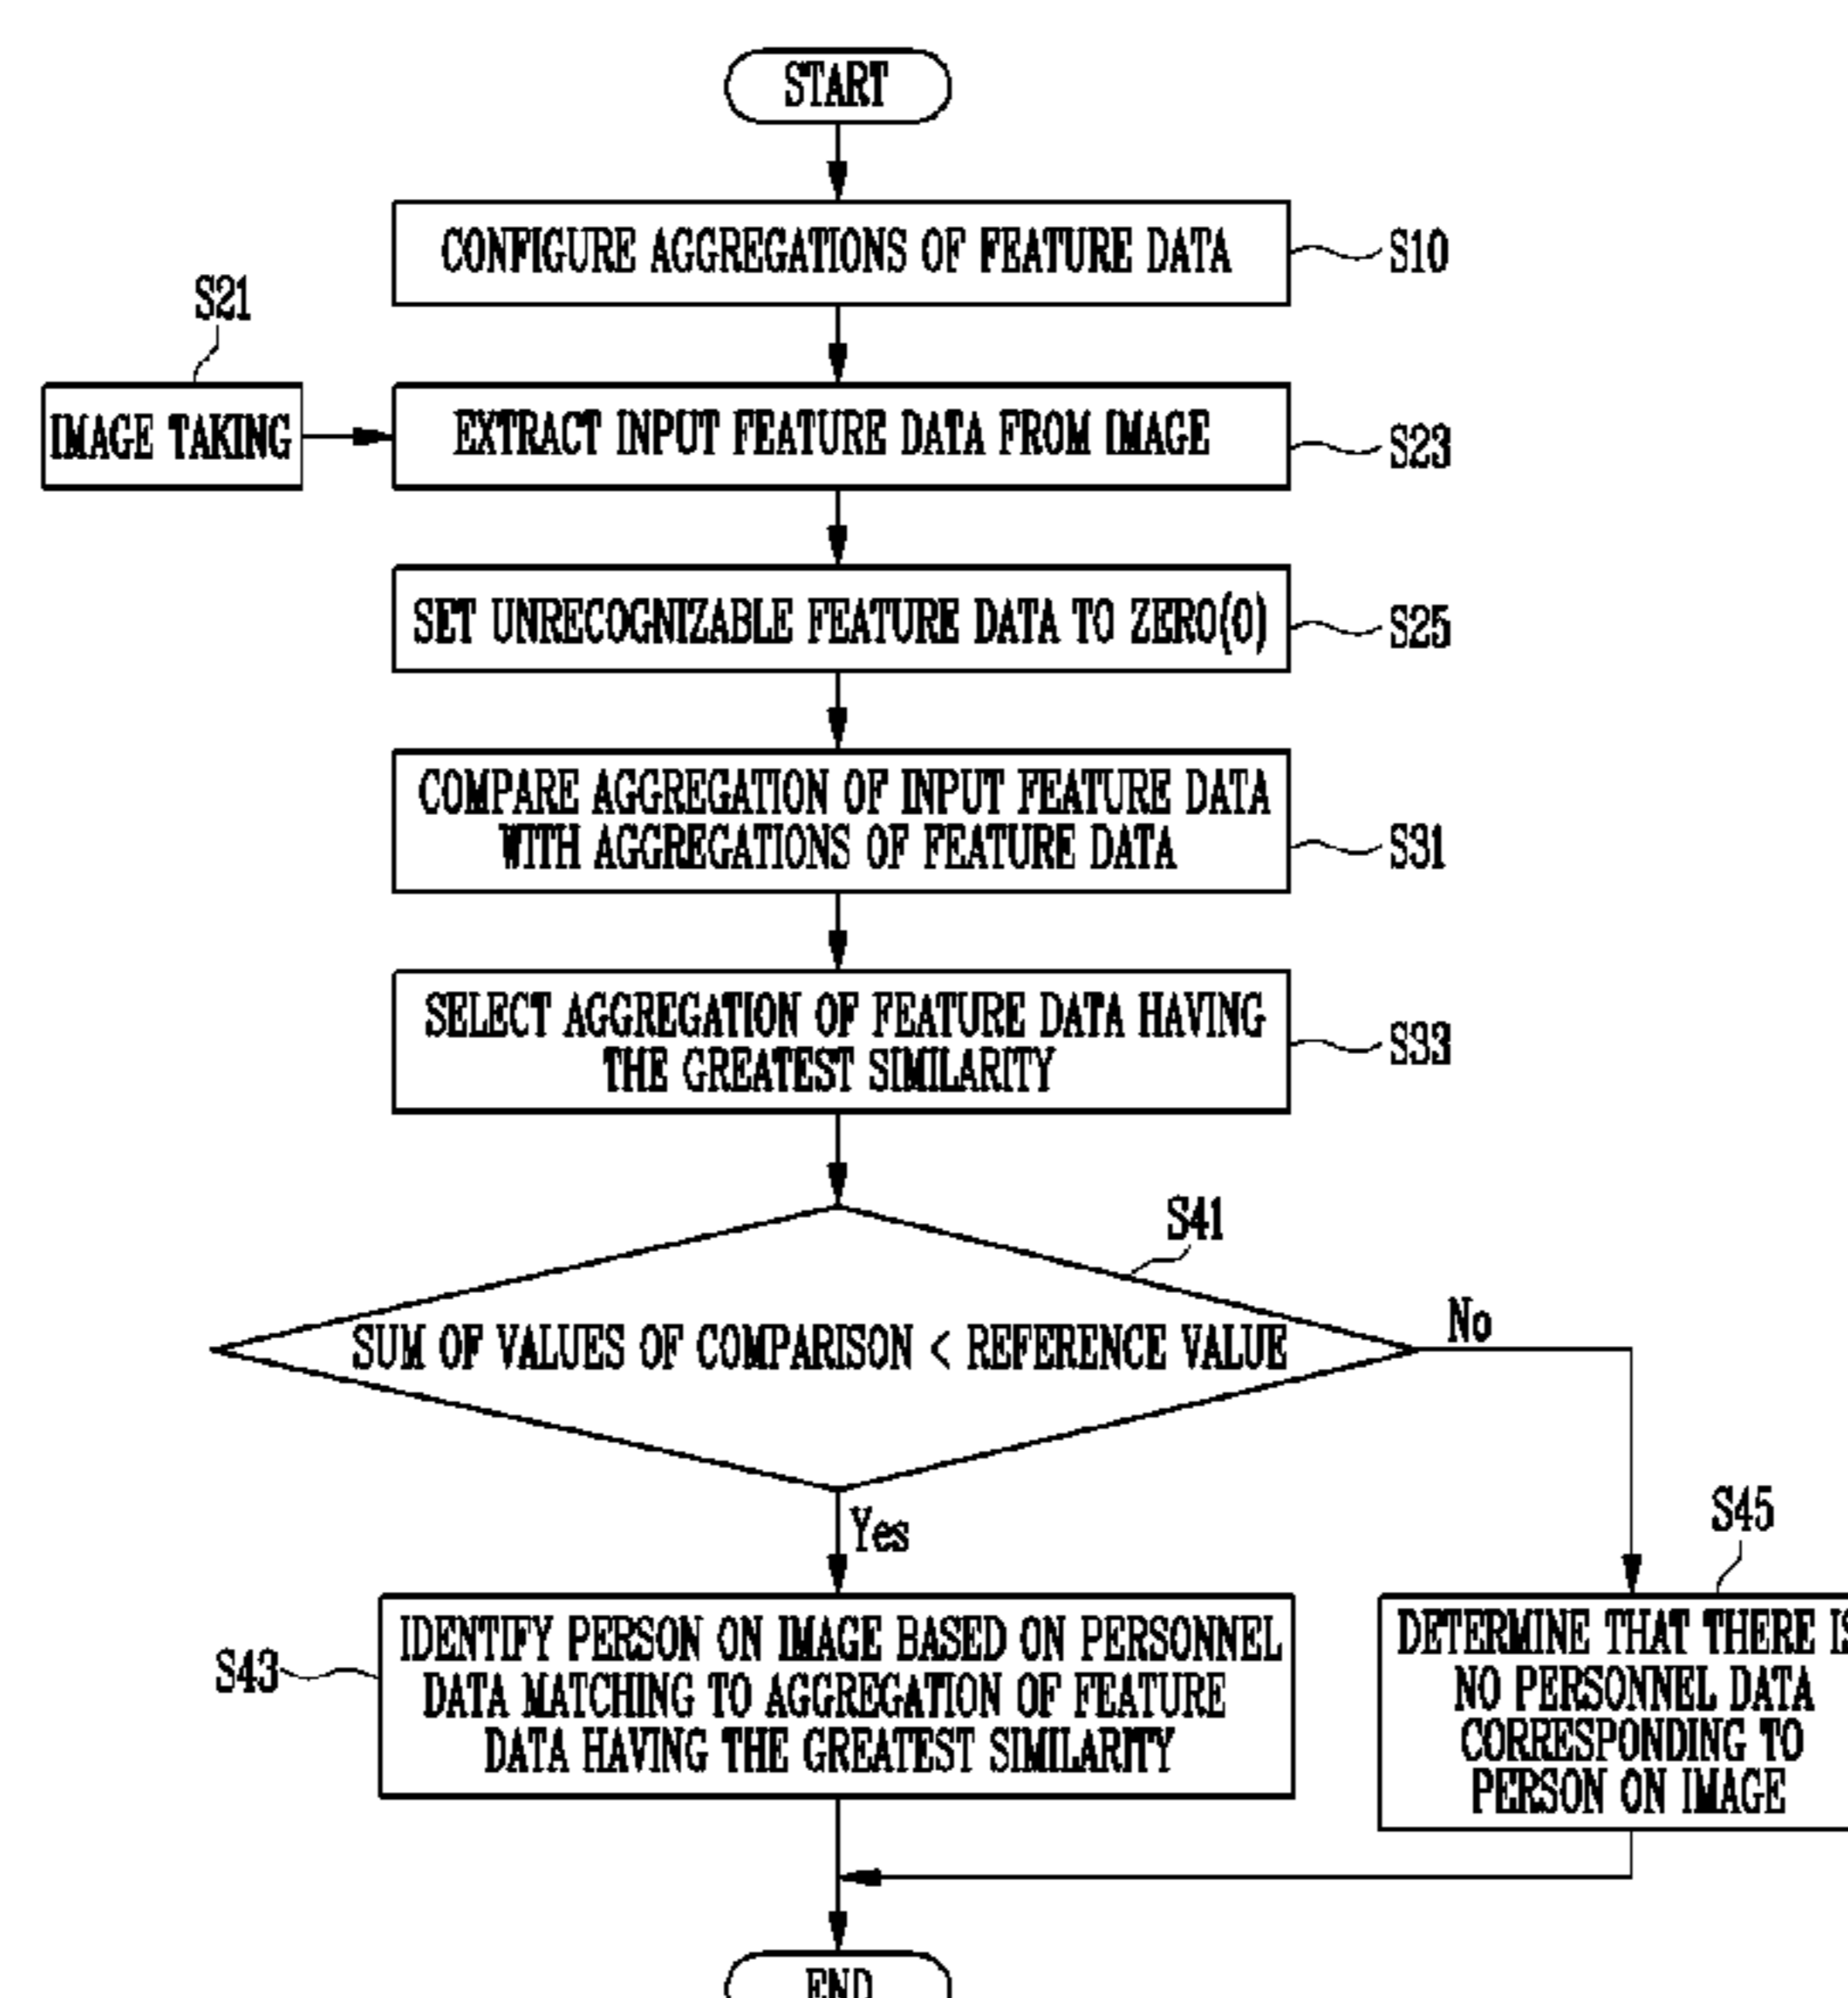 START
CONFIGURE AGGREGATIONS OF FEATURE DATA
S10
S21
IMAGE TAKING
EXTRACT INPUT FEATURE DATA FROM IMAGE
S23
SET UNRECOGNIZABLE FEATURE DATA TO ZERO(0)
S25
COMPARE AGGREGATION OF INPUT FEATURE DATA
WITH AGGREGATIONS OF FEATURE DATA
S31
SELECT AGGREGATION OF FEATURE DATA HAVING
THE GREATEST SIMILARITY
S33
S41
SUM OF VALUES OF COMPARISON < REFERENCE VALUE
No
Yes
S43
IDENTIFY PERSON ON IMAGE BASED ON PERSONNEL
DATA MATCHING TO AGGREGATION OF FEATURE
DATA HAVING THE GREATEST SIMILARITY
S45
DETERMINE THAT THERE IS
NO PERSONNEL DATA
CORRESPONDING TO
PERSON ON IMAGE
END